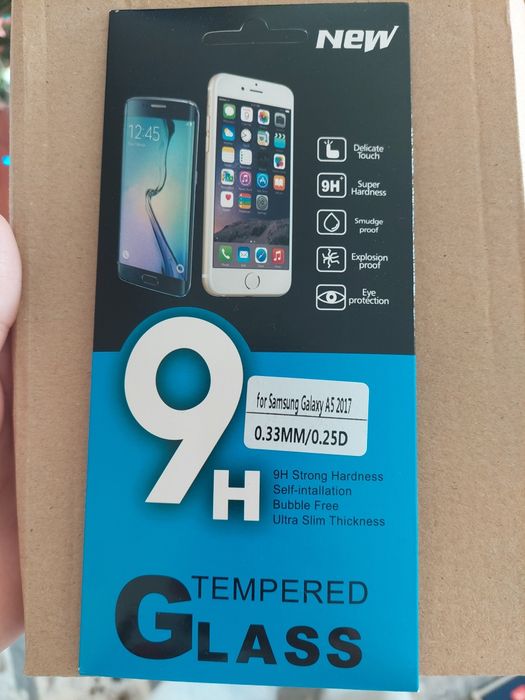 New
12:45
Delicate
Touch
9H+
Super
Hardness
Smudge
proof
Explosion
proof
Eye
protection
9H
for Samsung Galaxy A5 2017
0.33MM/0.25D
9H Strong Hardness
Self-intallation
Bubble Free
Ultra Slim Thickness
TEMPERED
GLASS